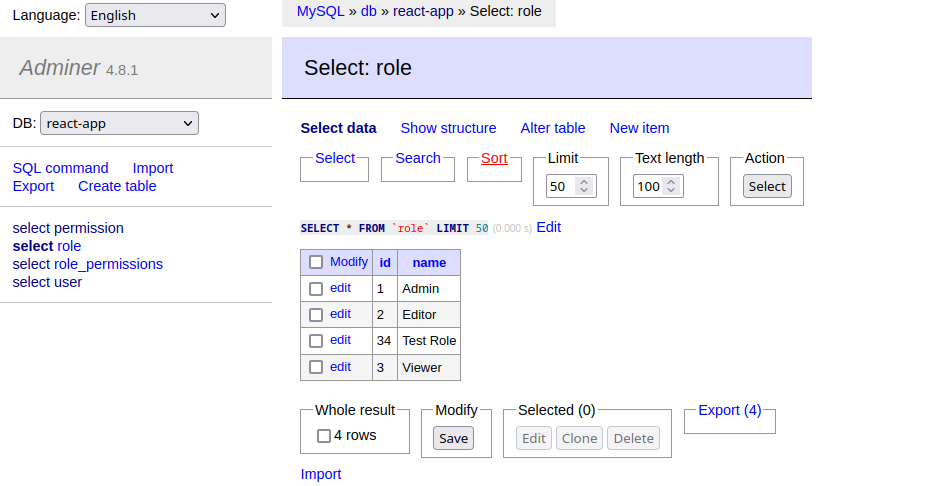 Language: English
MySQL » db » react-app » Select: role
Adminer 4.8.1
Select: role
DB: react-app
Select data Show structure Alter table New item
Select Search Sort Limit Text length Action
50 100 Select
SQL command Import
Export Create table
select permission
select role
select role_permissions
select user
SELECT * FROM `role` LIMIT 50 (0.000 s) Edit
Modify id name
edit 1 Admin
edit 2 Editor
edit 34 Test Role
edit 3 Viewer
Whole result Modify Selected (0) Export (4)
4 rows Save Edit Clone Delete
Import